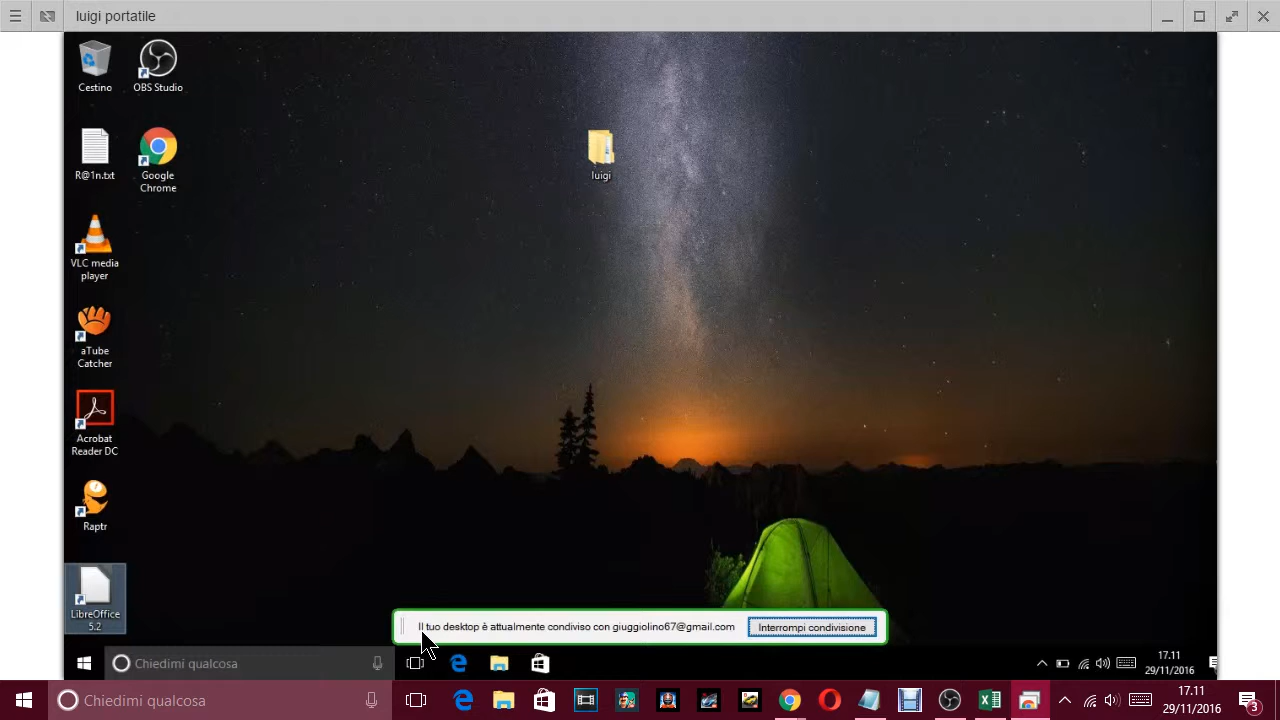 luigi portatile
Cestino
OBS Studio
R@1n.txt
Google
Chrome
luigi
VLC media
player
aTube
Catcher
Acrobat
Reader DC
Raptr
LibreOffice
5.2
Il tuo desktop è attualmente condiviso con giuggiolino67@gmail.com
Interrompi condivisione
Chiedimi qualcosa
17.11
29/11/2016
Chiedimi qualcosa
17.11
29/11/2016
3